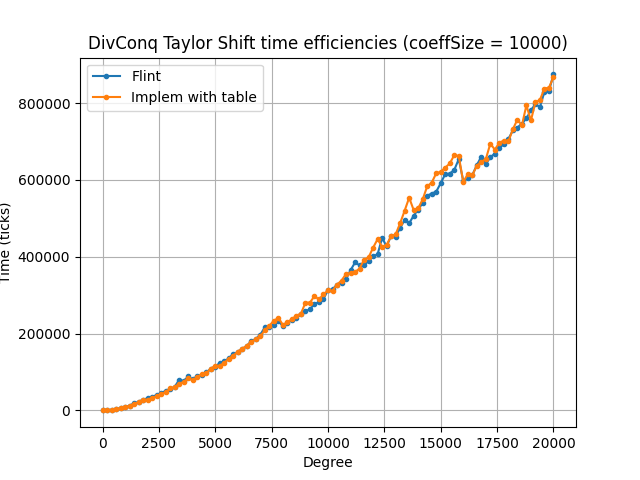 DivConq Taylor Shift time efficiencies (coeffSize = 10000)
Flint
Implem with table
800000
600000
400000
200000
0
Time (ticks)
0 2500 5000 7500 10000 12500 15000 17500 20000
Degree